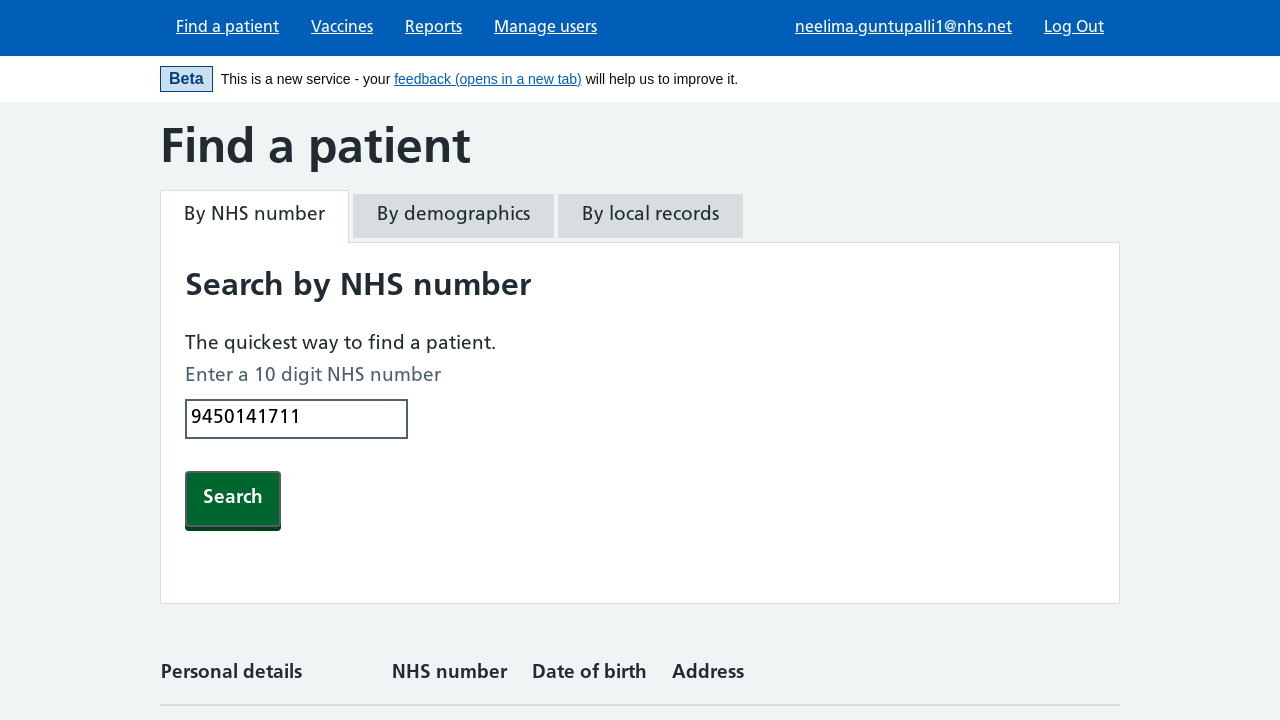 Find a patient Vaccines Reports Manage users neelima.guntupalli1@nhs.net Log Out
Beta This is a new service - your feedback (opens in a new tab) will help us to improve it.
Find a patient
By NHS number By demographics By local records
Search by NHS number
The quickest way to find a patient.
Enter a 10 digit NHS number
9450141711
Search
Personal details NHS number Date of birth Address